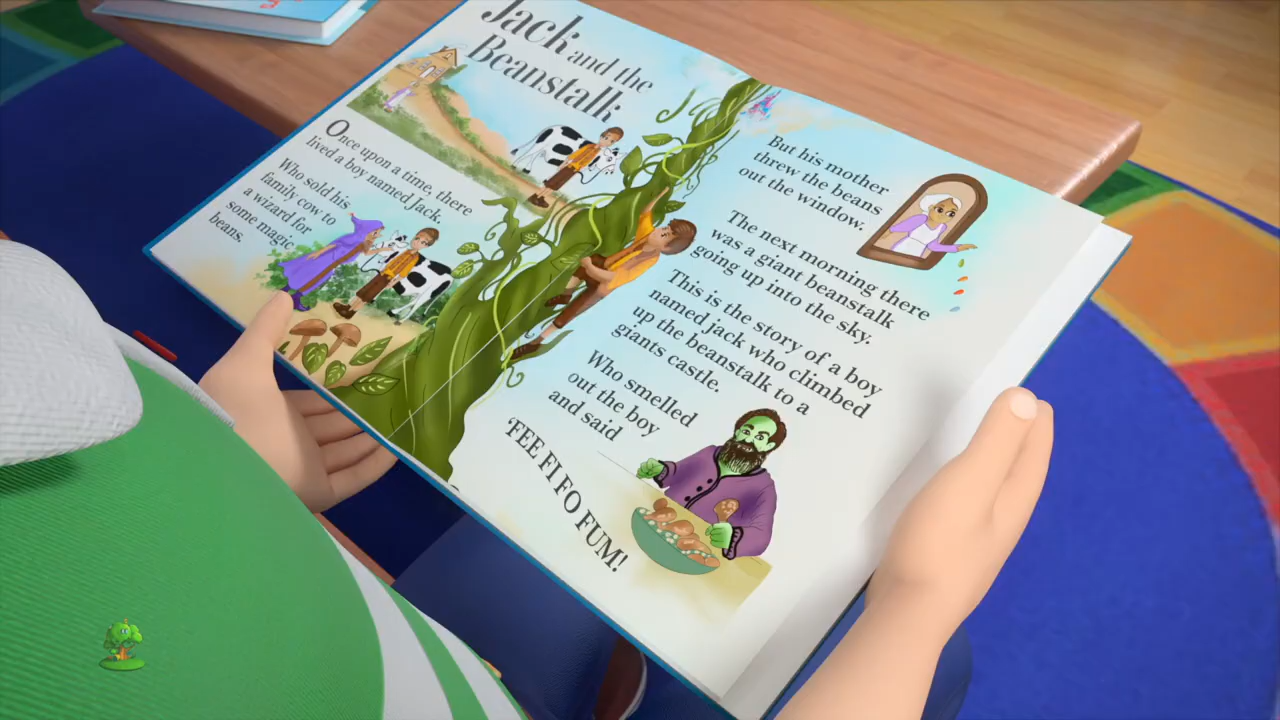 Jack and the
Beanstalk
Once upon a time, there
lived a boy named Jack.
Who sold his
family cow to
a wizard for
some magic
beans.
But his mother
threw the beans
out the window.
The next morning there
was a giant beanstalk
going up into the sky.
This is the story of a boy
named Jack who climbed
up the beanstalk to a
giants castle.
Who smelled
out the boy
and said
'FEE FI FO FUM!